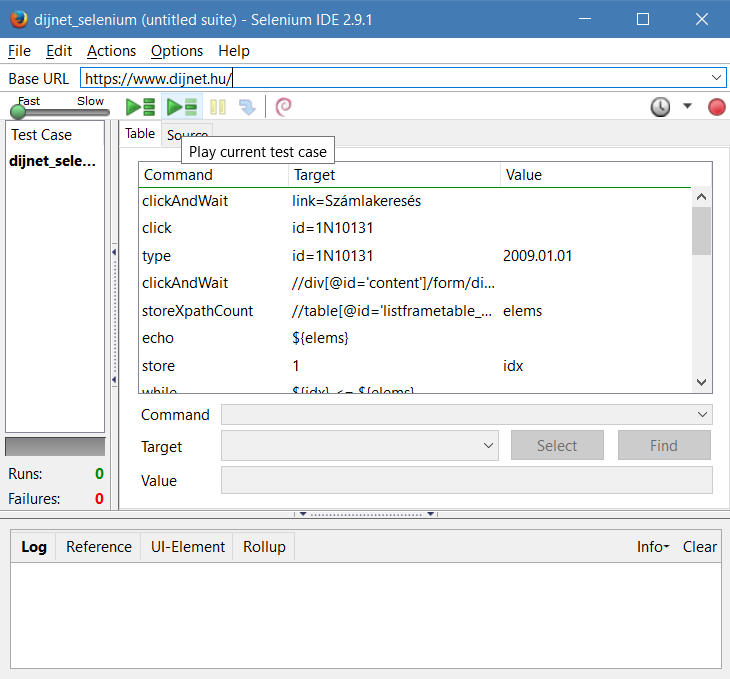 dijnet_selenium (untitled suite) - Selenium IDE 2.9.1
File Edit Actions Options Help
Base URL https://www.dijnet.hu/
Fast Slow
Test Case
dijnet_sele...
Table Source
Play current test case
Command Target Value
clickAndWait link=Számlakeresés
click id=1N10131
type id=1N10131 2009.01.01
clickAndWait //div[@id='content']/form/di...
storeXpathCount //table[@id='listframetable_... elems
echo ${elems}
store 1 idx
while ${idx} <= ${elems}
Command
Target Select Find
Value
Runs: 0
Failures: 0
Log Reference UI-Element Rollup Info Clear